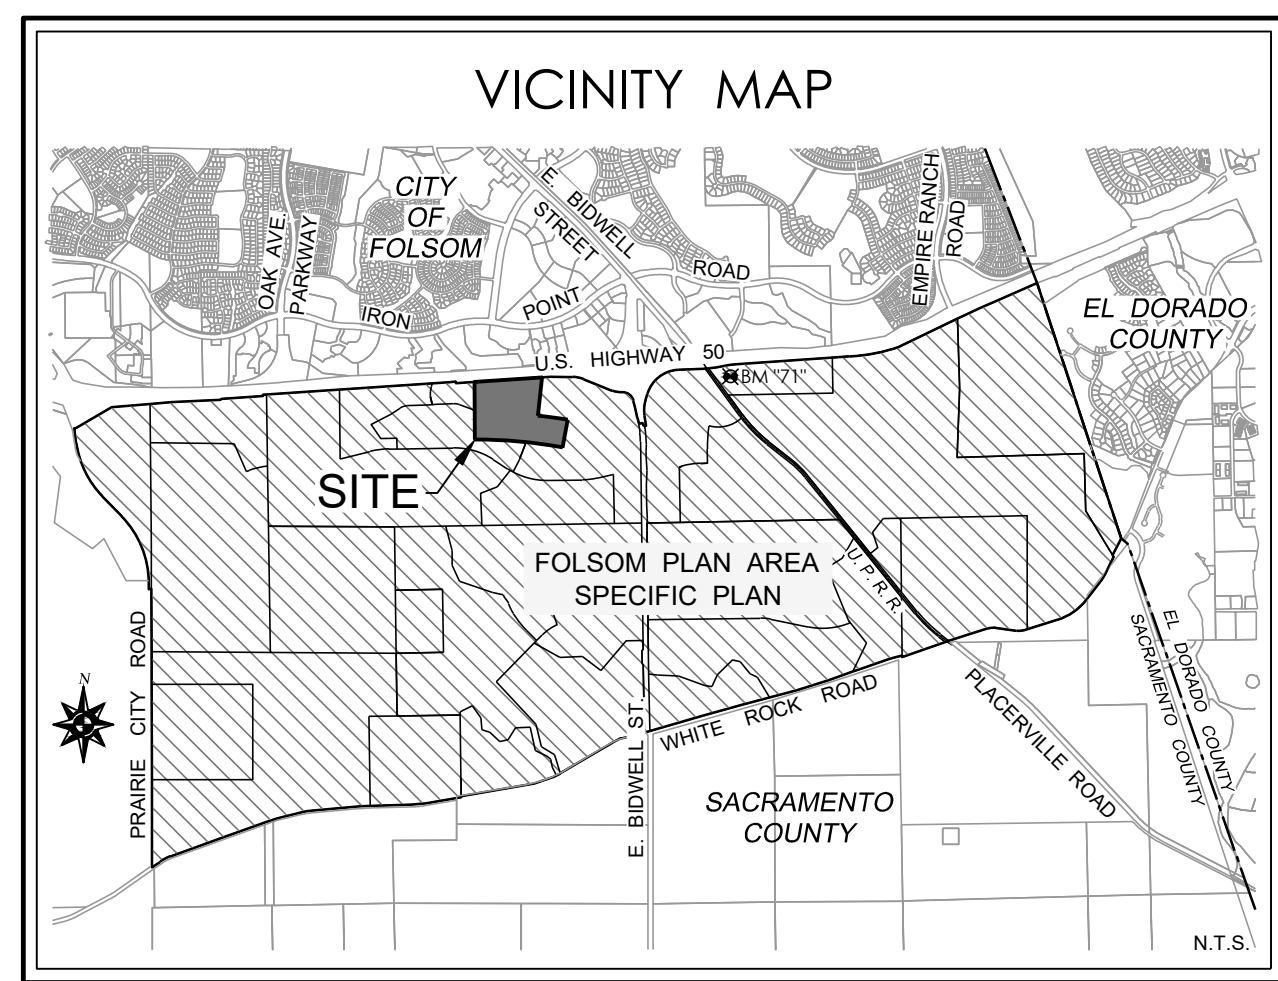 VICINITY MAP
CITY
OF
FOLSOM
OAK AVE.
PARKWAY
E. BIDWELL
STREET
EMPIRE RANCH
ROAD
IRON
POINT
ROAD
EL DORADO
COUNTY
U.S. HIGHWAY 50
BM "71"
SITE
FOLSOM PLAN AREA
SPECIFIC PLAN
U.P.R.R.
N
PRAIRIE CITY ROAD
E. BIDWELL ST.
WHITE ROCK ROAD
PLACERVILLE ROAD
EL DORADO COUNTY
SACRAMENTO COUNTY
SACRAMENTO
COUNTY
N.T.S.